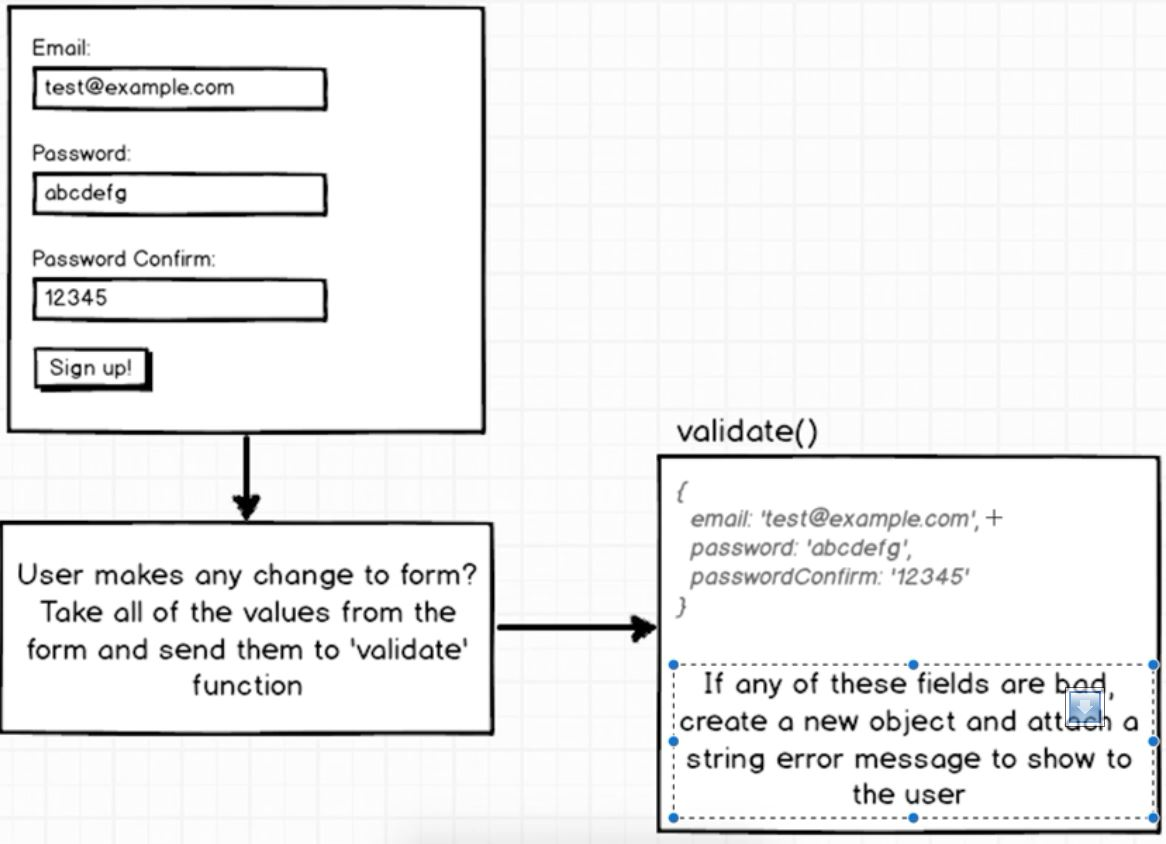 Email:
test@example.com
Password:
abcdefg
Password Confirm:
12345
Sign up!
User makes any change to form?
Take all of the values from the
form and send them to 'validate'
function
validate()
{
email: 'test@example.com',
password: 'abcdefg',
passwordConfirm: '12345'
}
If any of these fields are bad,
create a new object and attach a
string error message to show to
the user